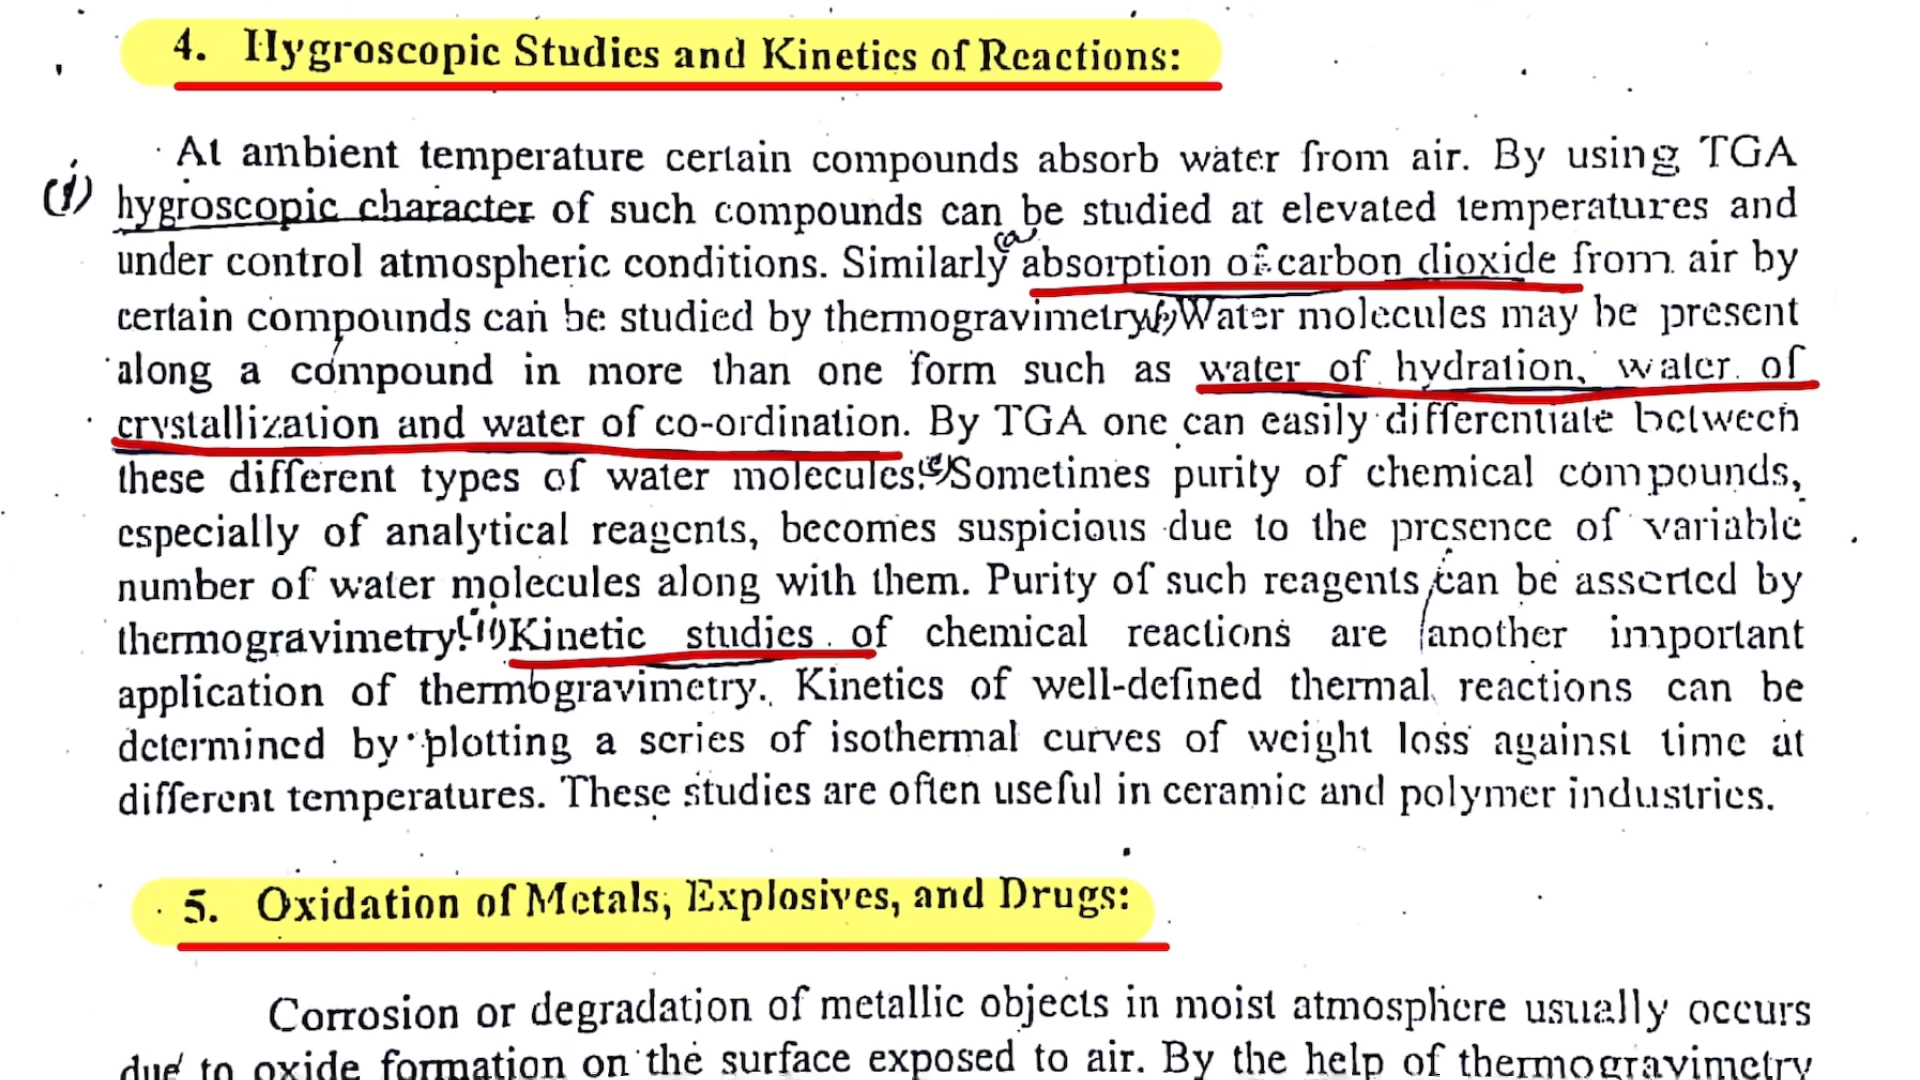 4. Hygroscopic Studies and Kinetics of Reactions:
At ambient temperature certain compounds absorb water from air. By using TGA
(i) hygroscopic character of such compounds can be studied at elevated temperatures and
under control atmospheric conditions. Similarly (a) absorption of carbon dioxide from air by
certain compounds can be studied by thermogravimetry. (b) Water molecules may be present
along a compound in more than one form such as water of hydration, water of
crystallization and water of co-ordination. By TGA one can easily differentiate between
these different types of water molecules. (c) Sometimes purity of chemical compounds,
especially of analytical reagents, becomes suspicious due to the presence of variable
number of water molecules along with them. Purity of such reagents can be asserted by
thermogravimetry. Kinetic studies of chemical reactions are another important
application of thermogravimetry. Kinetics of well-defined thermal reactions can be
determined by plotting a series of isothermal curves of weight loss against time at
different temperatures. These studies are often useful in ceramic and polymer industries.
5. Oxidation of Metals, Explosives, and Drugs:
Corrosion or degradation of metallic objects in moist atmosphere usually occurs
due to oxide formation on the surface exposed to air. By the help of thermogravimetry